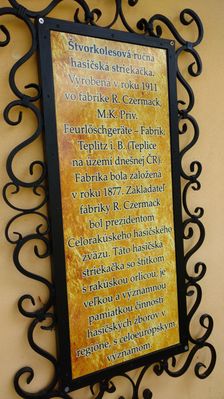 Štvorkolesová ručná
hasičská striekačka.
Vyrobená v roku 1911
vo fabrike R. Czermack,
M.K. Priv.
Feurlöschgeräte – Fabrik
Teplitz i. B. (Teplice
na území dnešnej ČR).
Fabrika bola založená
v roku 1877. Zakladateľ
fabriky R. Czermack
bol prezidentom
Celorakúskeho hasičského
zväzu. Táto hasičská
striekačka so štítkom
s rakúskou orlicou, je
veľkou a významnou
pamiatkou činnosti
hasičských zborov v
regióne, s celoeurópskym
významom.